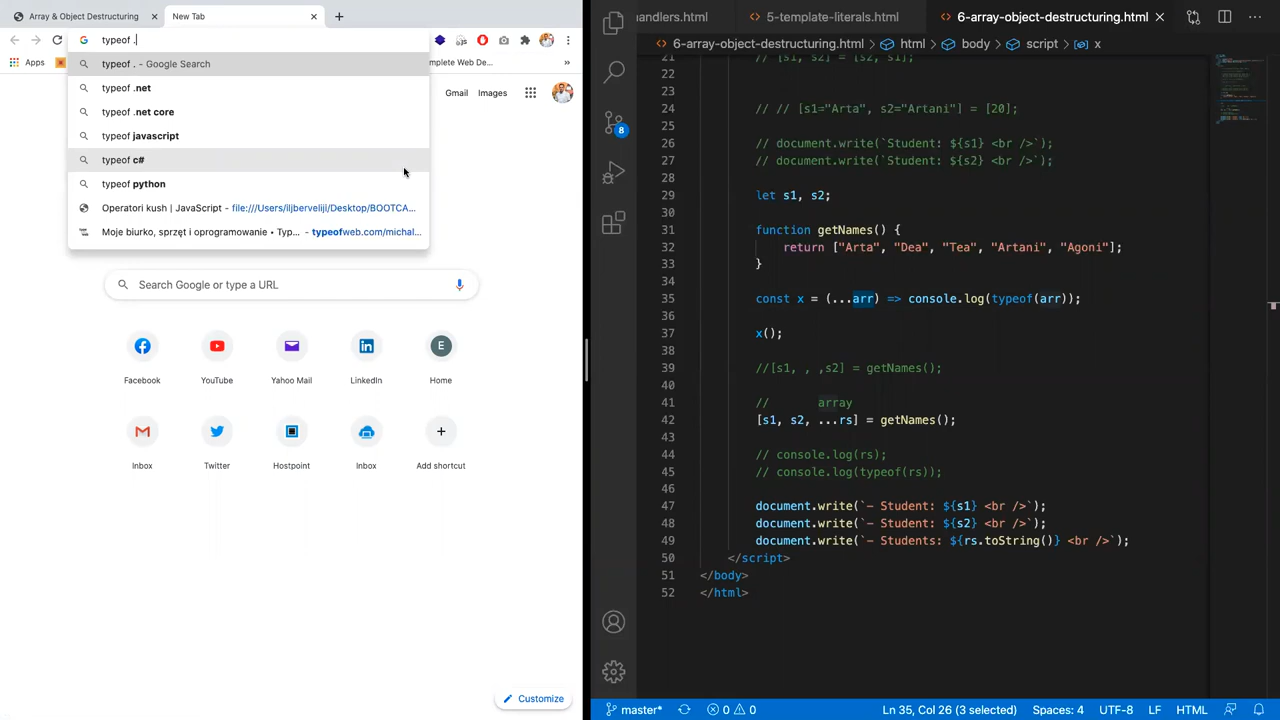 Array & Object Destructuring
New Tab
typeof .
typeof . - Google Search
typeof .net
typeof .net core
typeof javascript
typeof c#
typeof python
Operatori kush | JavaScript - file:///Users/iljbervelijl/Desktop/BOOTCA...
Moje biurko, sprzęt i oprogramowanie • Typ... - typeofweb.com/michal...
Apps
mplete Web De...
»
Gmail
Images
Search Google or type a URL
Facebook
YouTube
Yahoo Mail
LinkedIn
E
Home
Inbox
Twitter
Hostpoint
Inbox
Add shortcut
Customize
handlers.html
5-template-literals.html
6-array-object-destructuring.html
6-array-object-destructuring.html > html > body > script > x
8
21 // [s1, s2] = [s2, s1];
22
23
24 // // [s1="Arta", s2="Artani"] = [20];
25
26 // document.write(`Student: ${s1} <br />`);
27 // document.write(`Student: ${s2} <br />`);
28
29 let s1, s2;
30
31 function getNames() {
32 return ["Arta", "Dea", "Tea", "Artani", "Agoni"];
33 }
34
35 const x = (...arr) => console.log(typeof(arr));
36
37 x();
38
39 //[s1, , ,s2] = getNames();
40
41 // array
42 [s1, s2, ...rs] = getNames();
43
44 // console.log(rs);
45 // console.log(typeof(rs));
46
47 document.write(`- Student: ${s1} <br />`);
48 document.write(`- Student: ${s2} <br />`);
49 document.write(`- Students: ${rs.toString()} <br />`);
50 </script>
51 </body>
52 </html>
master*
0
0
Ln 35, Col 26 (3 selected)
Spaces: 4
UTF-8
LF
HTML